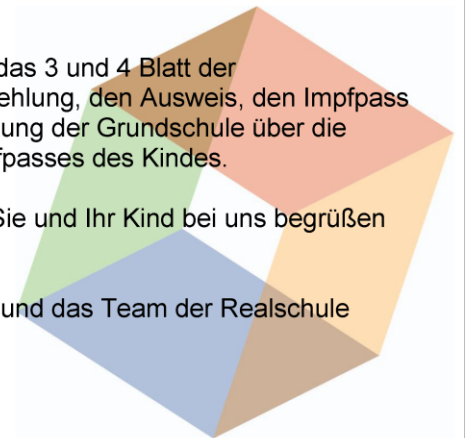 das 3 und 4 Blatt der
ehlung, den Ausweis, den Impfpass
ung der Grundschule über die
fpasses des Kindes.
Sie und Ihr Kind bei uns begrüßen
und das Team der Realschule